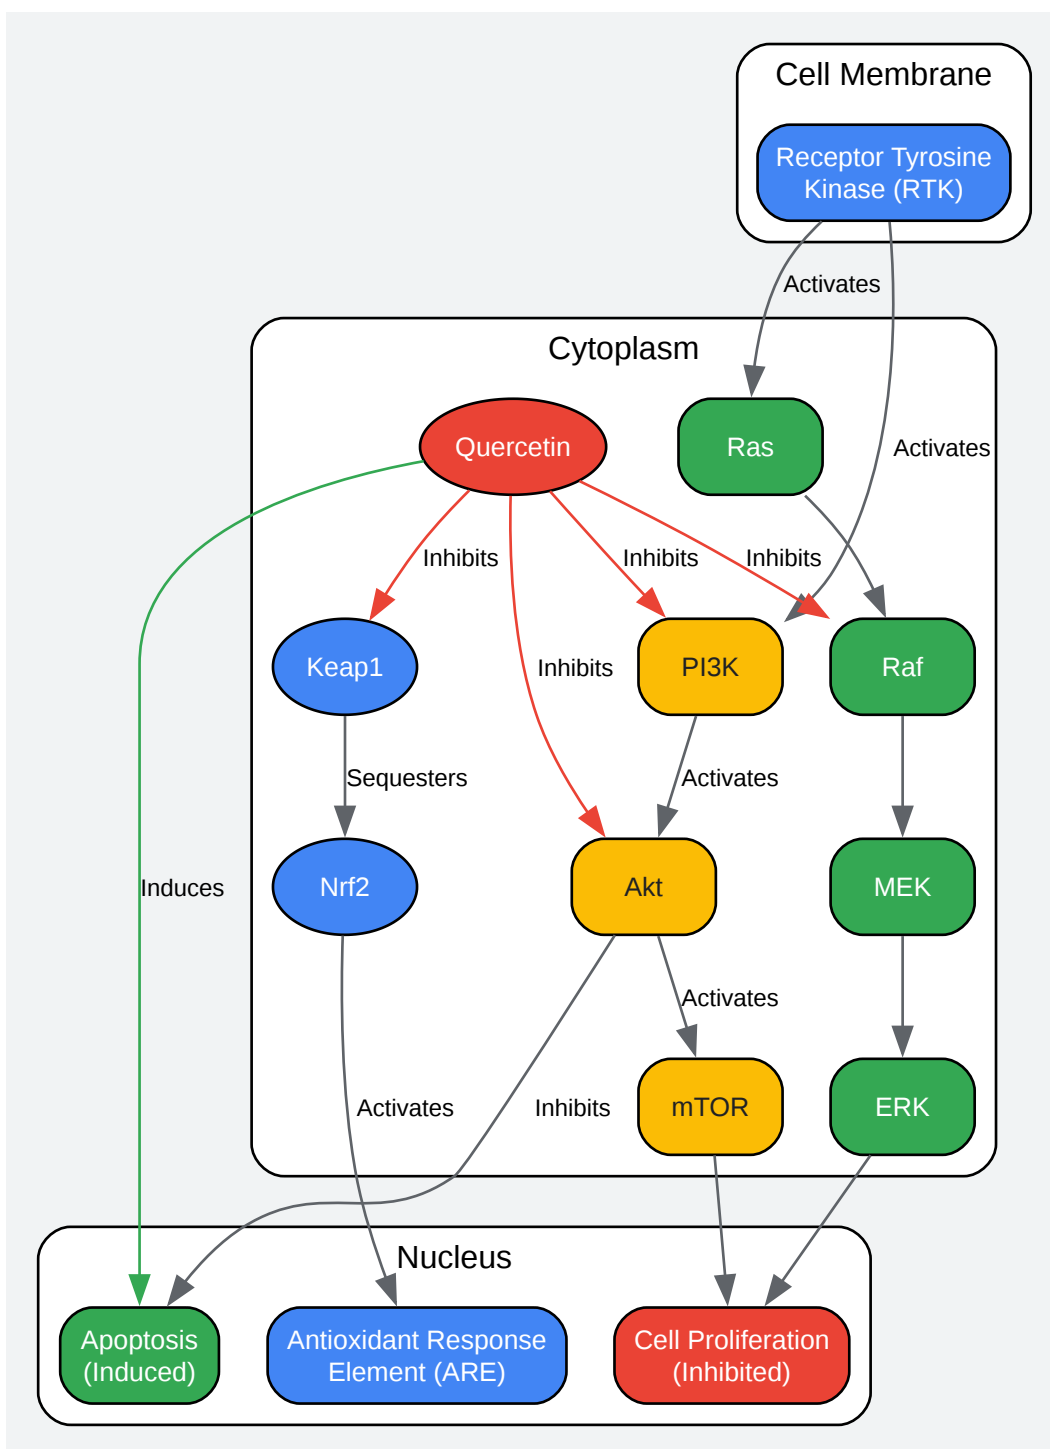 Cell Membrane
Receptor Tyrosine
Kinase (RTK)
Activates
Cytoplasm
Quercetin
Ras
Activates
Inhibits
Inhibits
Inhibits
Keap1
Inhibits
PI3K
Raf
Sequesters
Activates
Induces
Nrf2
Akt
MEK
Activates
Activates
Inhibits
mTOR
ERK
Nucleus
Apoptosis
(Induced)
Antioxidant Response
Element (ARE)
Cell Proliferation
(Inhibited)